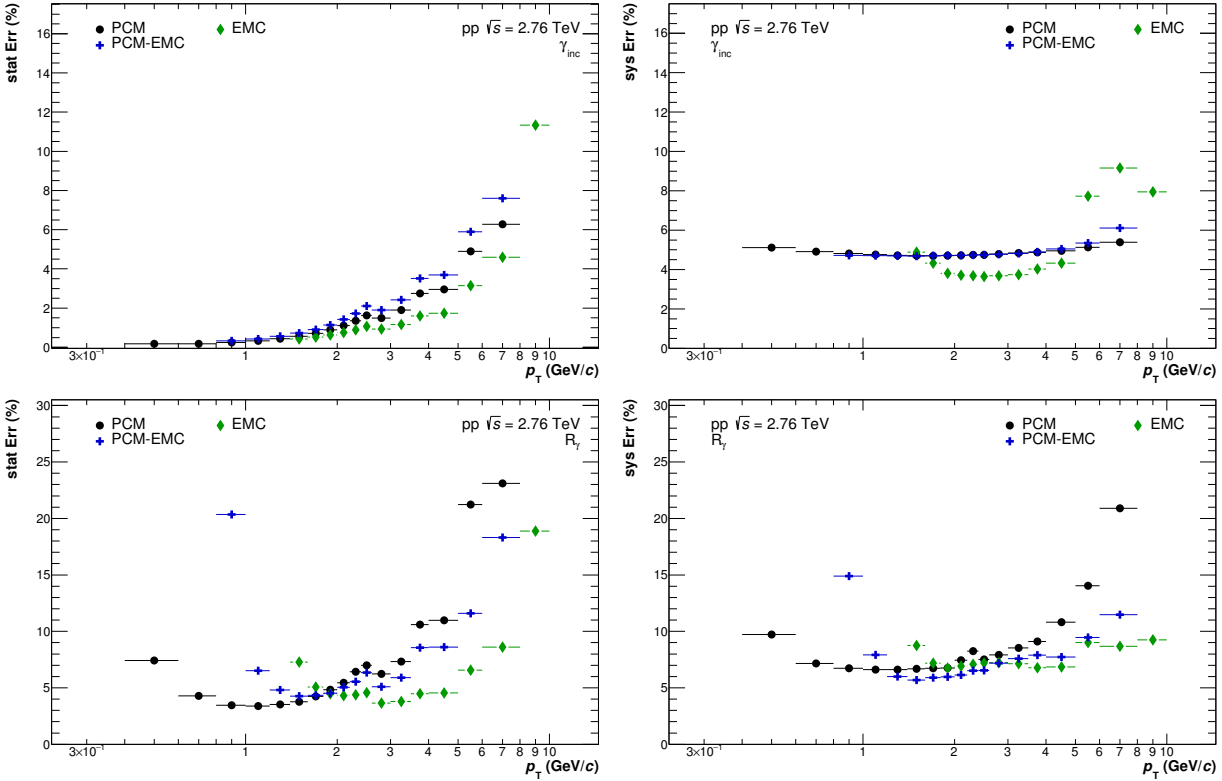 stat Err (%)
16
14
12
10
8
6
4
2
0
PCM
EMC
PCM-EMC
pp √s = 2.76 TeV
γinc
3×10⁻¹
1
2
3
4
5
6
7
8
9
10
pT (GeV/c)
sys Err (%)
16
14
12
10
8
6
4
2
0
pp √s = 2.76 TeV
γinc
PCM
EMC
PCM-EMC
3×10⁻¹
1
2
3
4
5
6
7
8
9
10
pT (GeV/c)
stat Err (%)
30
25
20
15
10
5
0
PCM
EMC
PCM-EMC
pp √s = 2.76 TeV
Rγ
3×10⁻¹
1
2
3
4
5
6
7
8
9
10
pT (GeV/c)
sys Err (%)
30
25
20
15
10
5
0
pp √s = 2.76 TeV
Rγ
PCM
EMC
PCM-EMC
3×10⁻¹
1
2
3
4
5
6
7
8
9
10
pT (GeV/c)